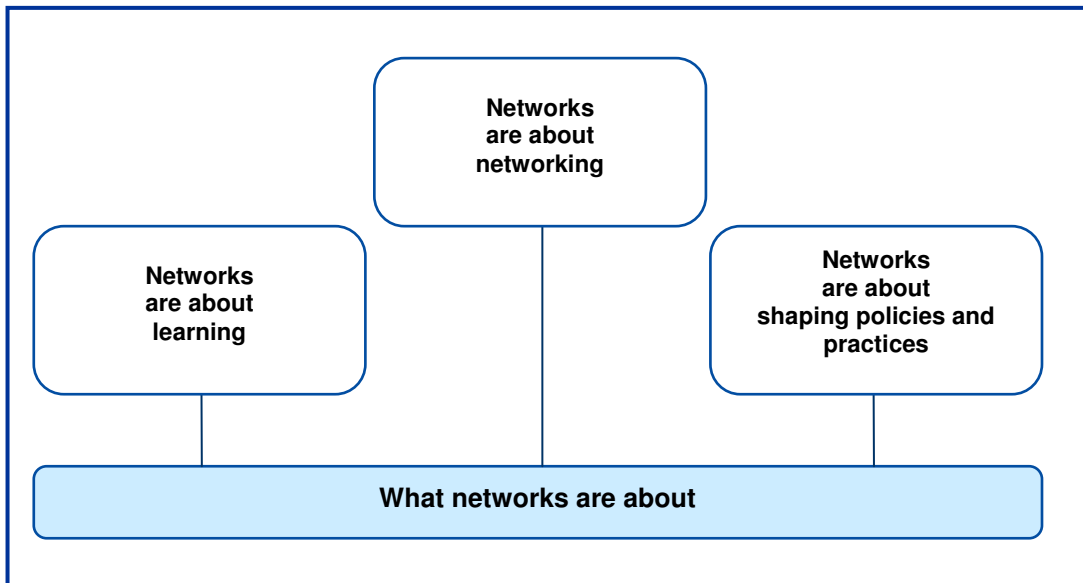 Networks
are about
networking
Networks
are about
learning
Networks
are about
shaping policies and
practices
What networks are about